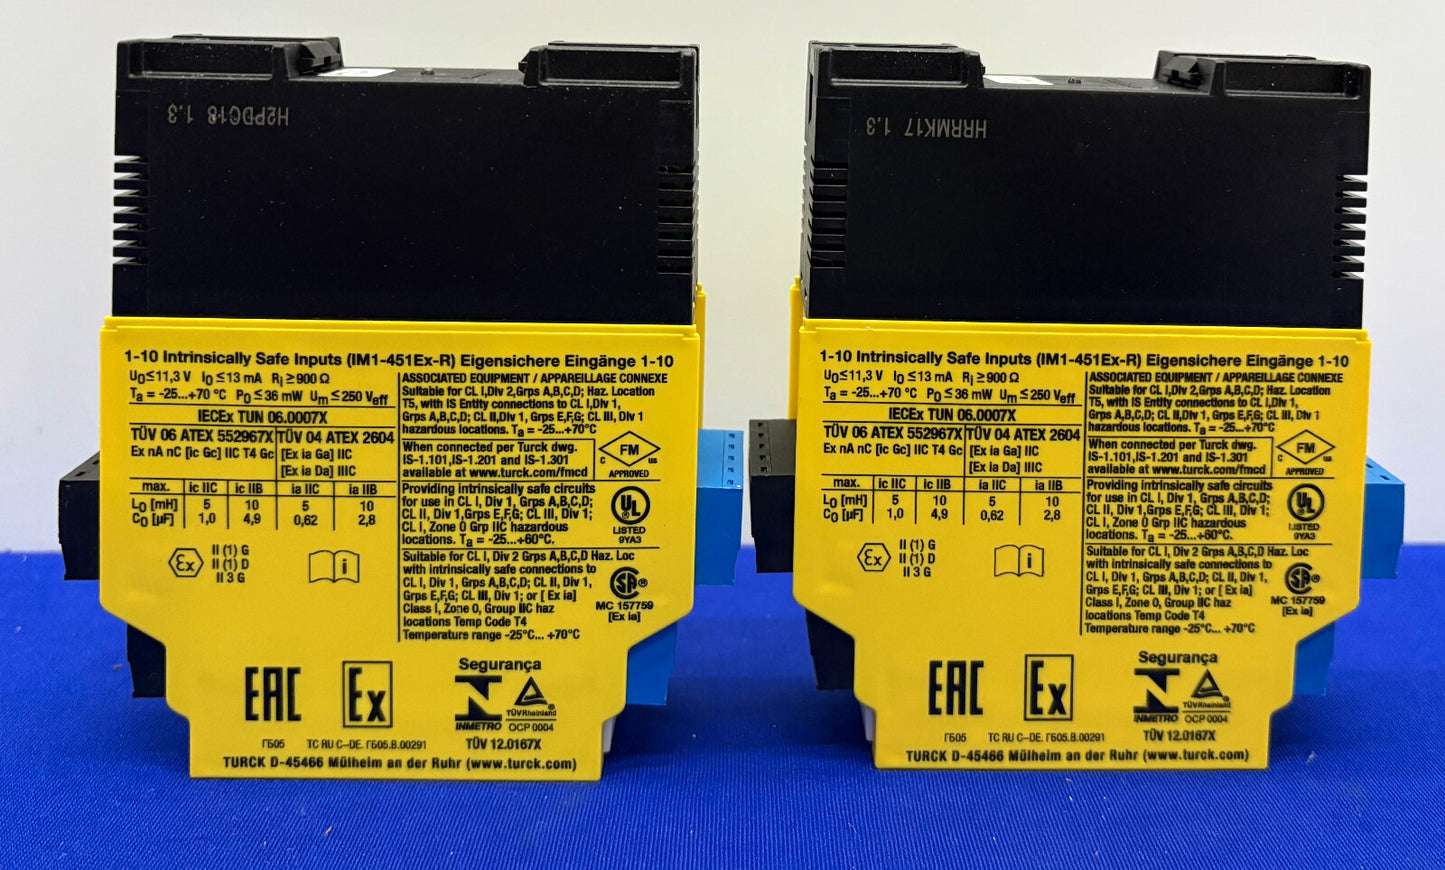 H2PDC18 1.3
1-10 Intrinsically Safe Inputs (IM1-451Ex-R) Eigensichere Eingänge 1-10
Uo≤11,3 V Io≤13 mA Ri≥900 Ω
Ta = -25...+70 °C Po≤36 mW Um≤250 Veff
IECEx TUN 06.0007X
TÜV 06 ATEX 552967X TÜV 04 ATEX 2604
Ex nA nC [ic Gc] IIC T4 Gc [Ex ia Ga] IIC
[Ex ia Da] IIIC
max. ic IIC ic IIB ia IIC ia IIB
Lo [mH] 5 10 5 10
Co [µF] 1,0 4,9 0,62 2,8
Ex
II (1) G
II (1) D
II 3 G
i
ASSOCIATED EQUIPMENT / APPAREILLAGE CONNEXE
Suitable for CL I,Div 2,Grps A,B,C,D; Haz. Location
T5, with IS Entity connections to CL I,Div 1,
Grps A,B,C,D; CL II,Div 1, Grps E,F,G; CL III, Div 1
hazardous locations. Ta = -25...+70°C
When connected per Turck dwg.
IS-1.101,IS-1.201 and IS-1.301
available at www.turck.com/fmcd
FM
C US
APPROVED
Providing intrinsically safe circuits
for use in CL I, Div 1, Grps A,B,C,D;
CL II, Div 1, Grps E,F,G; CL III, Div 1;
CL I, Zone 0 Grp IIC hazardous
locations. Ta = -25...+60°C.
UL
LISTED
9YA3
Suitable for CL I, Div 2 Grps A,B,C,D Haz. Loc
with intrinsically safe connections to
CL I, Div 1, Grps A,B,C,D; CL II, Div 1,
Grps E,F,G; CL III, Div 1; or [ Ex ia]
Class I, Zone 0, Group IIC haz
locations Temp Code T4
Temperature range -25°C... +70°C
SA®
MC 157759
[Ex ia]
EAC
Ex
Segurança
INMETRO
TÜVRheinland®
OCP 0004
ГБ05 TC RU C-DE. ГБ05.B.00291 TÜV 12.0167X
TURCK D-45466 Mülheim an der Ruhr (www.turck.com)
HRRMK17 1.3
1-10 Intrinsically Safe Inputs (IM1-451Ex-R) Eigensichere Eingänge 1-10
Uo≤11,3 V Io≤13 mA Ri≥900 Ω
Ta = -25...+70 °C Po≤36 mW Um≤250 Veff
IECEx TUN 06.0007X
TÜV 06 ATEX 552967X TÜV 04 ATEX 2604
Ex nA nC [ic Gc] IIC T4 Gc [Ex ia Ga] IIC
[Ex ia Da] IIIC
max. ic IIC ic IIB ia IIC ia IIB
Lo [mH] 5 10 5 10
Co [µF] 1,0 4,9 0,62 2,8
Ex
II (1) G
II (1) D
II 3 G
i
ASSOCIATED EQUIPMENT / APPAREILLAGE CONNEXE
Suitable for CL I,Div 2,Grps A,B,C,D; Haz. Location
T5, with IS Entity connections to CL I,Div 1,
Grps A,B,C,D; CL II,Div 1, Grps E,F,G; CL III, Div 1
hazardous locations. Ta = -25...+70°C
When connected per Turck dwg.
IS-1.101,IS-1.201 and IS-1.301
available at www.turck.com/fmcd
FM
C US
APPROVED
Providing intrinsically safe circuits
for use in CL I, Div 1, Grps A,B,C,D;
CL II, Div 1, Grps E,F,G; CL III, Div 1;
CL I, Zone 0 Grp IIC hazardous
locations. Ta = -25...+60°C.
UL
LISTED
9YA3
Suitable for CL I, Div 2 Grps A,B,C,D Haz. Loc
with intrinsically safe connections to
CL I, Div 1, Grps A,B,C,D; CL II, Div 1,
Grps E,F,G; CL III, Div 1; or [ Ex ia]
Class I, Zone 0, Group IIC haz
locations Temp Code T4
Temperature range -25°C... +70°C
SA®
MC 157759
[Ex ia]
EAC
Ex
Segurança
INMETRO
TÜVRheinland®
OCP 0004
ГБ05 TC RU C-DE. ГБ05.B.00291 TÜV 12.0167X
TURCK D-45466 Mülheim an der Ruhr (www.turck.com)